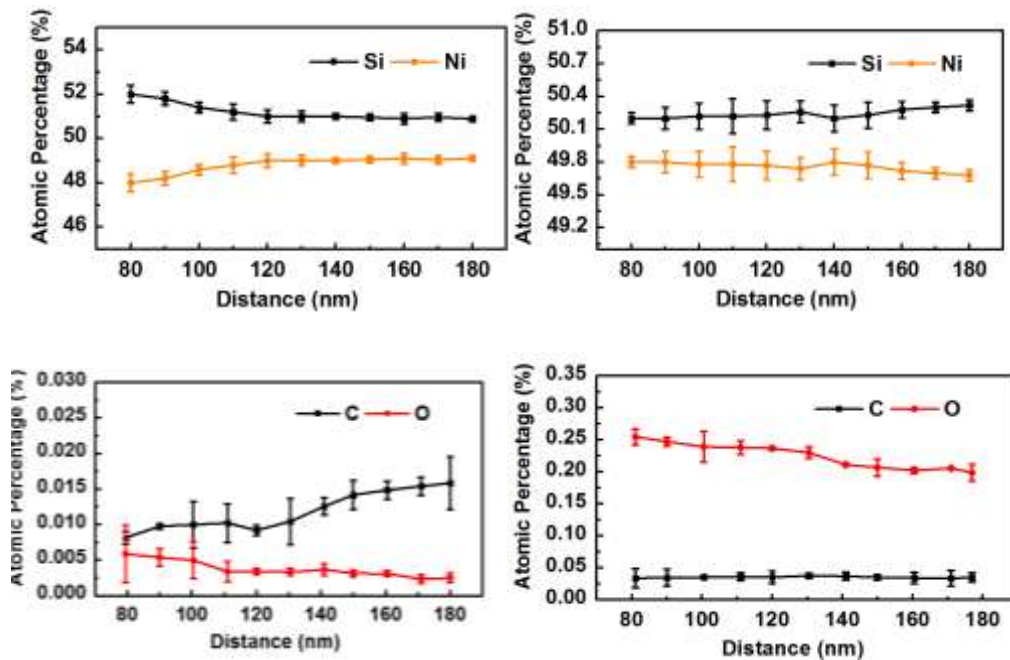 Atomic Percentage (%)
54
52
50
48
46
Si Ni
80 100 120 140 160 180
Distance (nm)
Atomic Percentage (%)
51.0
50.7
50.4
50.1
49.8
49.5
49.2
Si Ni
80 100 120 140 160 180
Distance (nm)
Atomic Percentage (%)
0.030
0.025
0.020
0.015
0.010
0.005
0.000
C O
80 100 120 140 160 180
Distance (nm)
Atomic Percentage (%)
0.35
0.30
0.25
0.20
0.15
0.10
0.05
0.00
C O
80 100 120 140 160 180
Distance (nm)